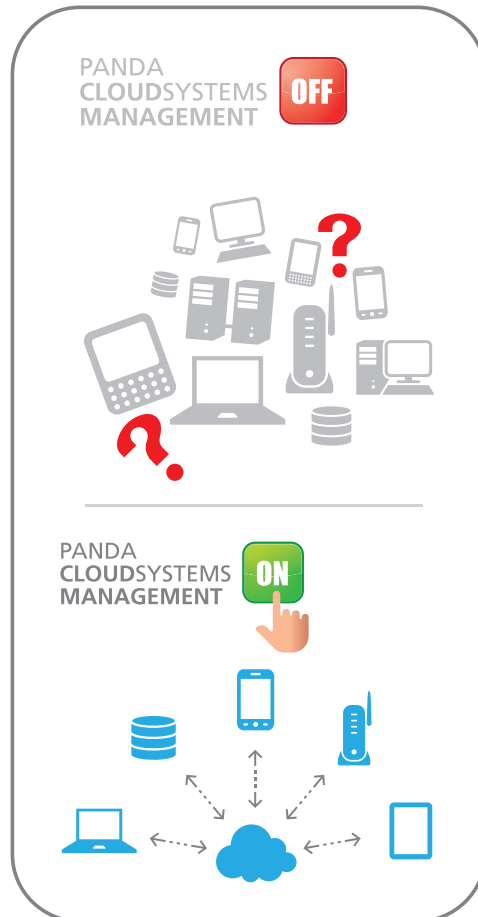 PANDA
CLOUDSYSTEMS
MANAGEMENT
OFF
?
?
PANDA
CLOUDSYSTEMS
MANAGEMENT
ON